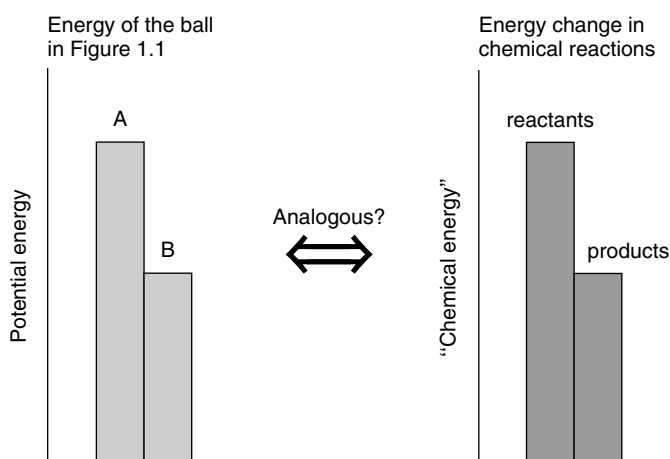 Energy of the ball
in Figure 1.1
Potential energy
A
B
Analogous?
Energy change in
chemical reactions
“Chemical energy”
reactants
products